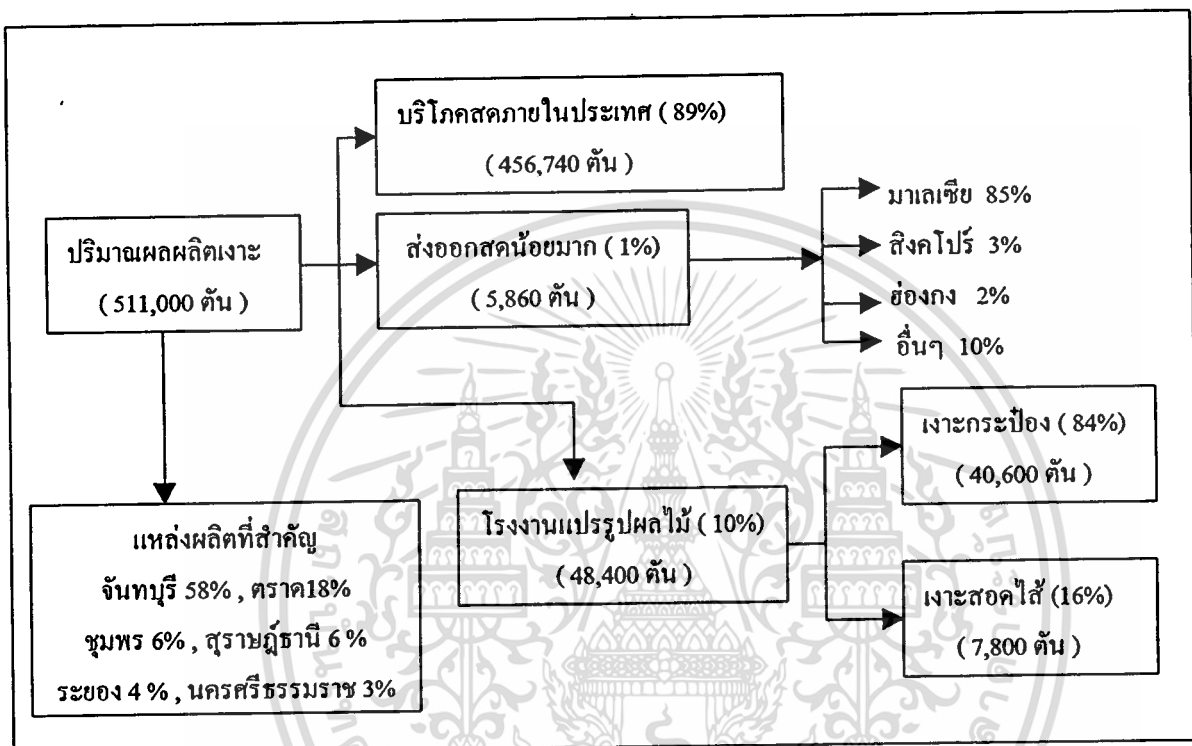 บริโภคสดภายในประเทศ ( 89%)
( 456,740 ตัน )
ปริมาณผลผลิตเงาะ
( 511,000 ตัน )
ส่งออกสดน้อยมาก ( 1%)
( 5,860 ตัน )
มาเลเซีย 85%
สิงคโปร์ 3%
ฮ่องกง 2%
อื่นๆ 10%
แหล่งผลิตที่สำคัญ
จันทบุรี 58% , ตราด18%
ชุมพร 6% , สุราษฎ์ธานี 6 %
ระยอง 4 % , นครศรีธรรมราช 3%
โรงงานแปรรูปผลไม้ ( 10%)
( 48,400 ตัน )
เงาะกระป๋อง ( 84%)
( 40,600 ตัน )
เงาะสอดไส้ (16%)
( 7,800 ตัน )